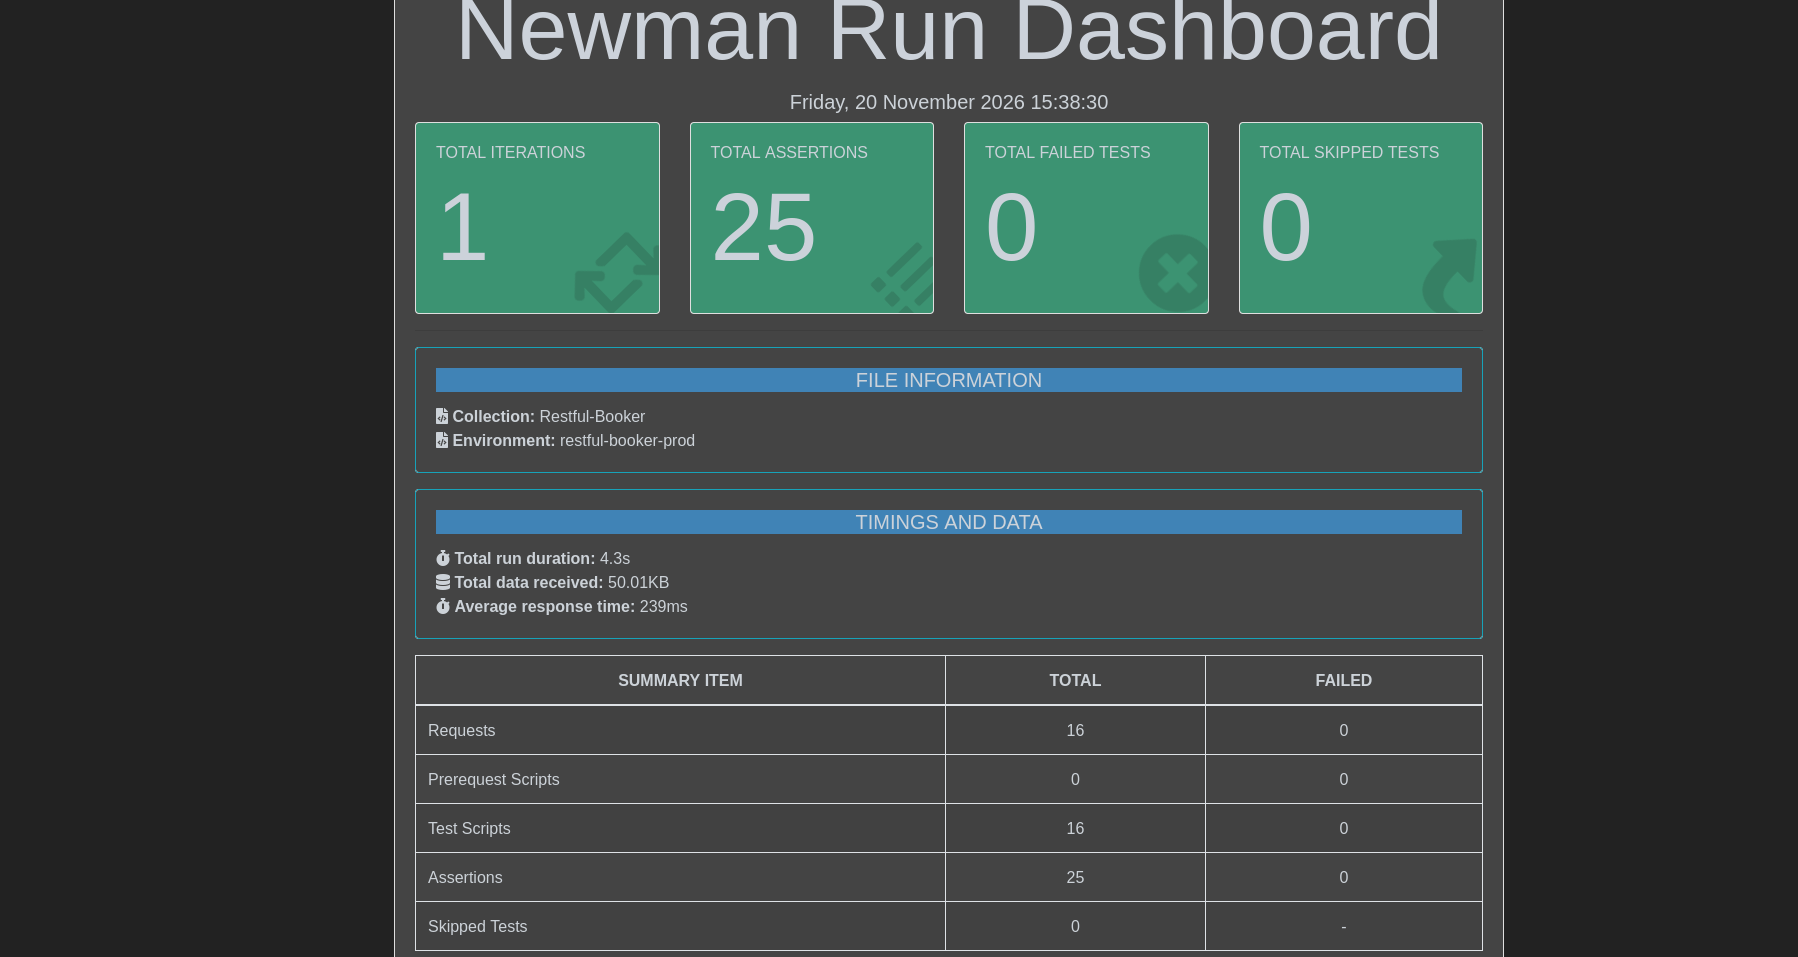 Newman Run Dashboard
Friday, 20 November 2026 15:38:30
TOTAL ITERATIONS
1
TOTAL ASSERTIONS
25
TOTAL FAILED TESTS
0
TOTAL SKIPPED TESTS
0
FILE INFORMATION
Collection: Restful-Booker
Environment: restful-booker-prod
TIMINGS AND DATA
Total run duration: 4.3s
Total data received: 50.01KB
Average response time: 239ms
SUMMARY ITEM TOTAL FAILED
Requests 16 0
Prerequest Scripts 0 0
Test Scripts 16 0
Assertions 25 0
Skipped Tests 0 -